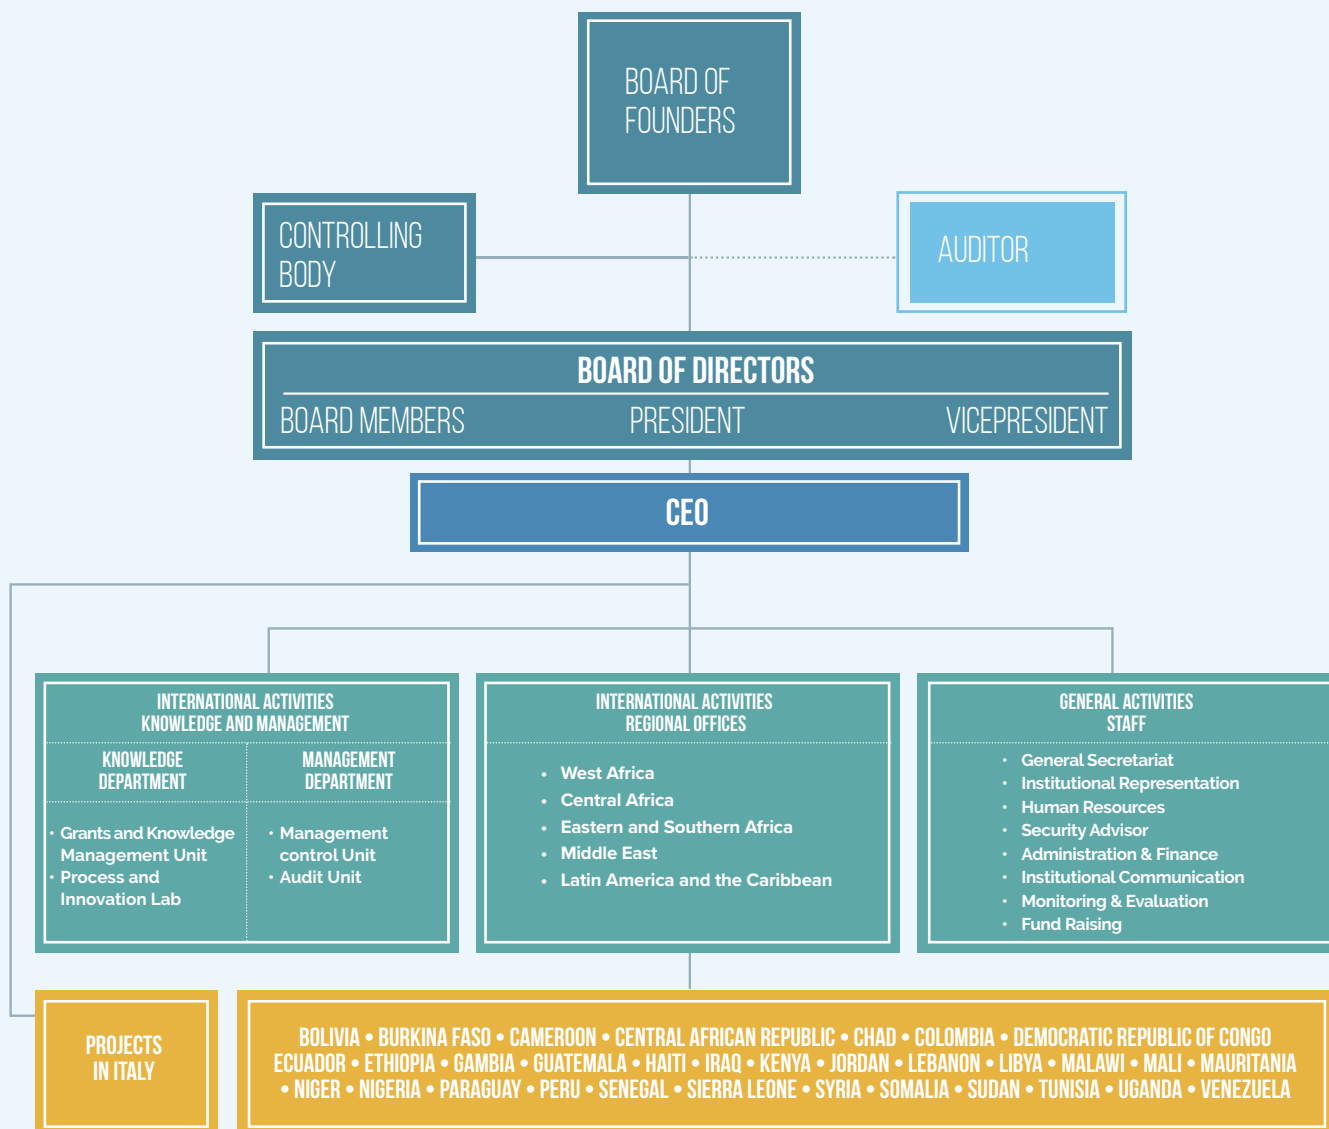 BOARD OF
FOUNDERS
CONTROLLING
BODY
AUDITOR
BOARD OF DIRECTORS
BOARD MEMBERS PRESIDENT VICEPRESIDENT
CEO
INTERNATIONAL ACTIVITIES
KNOWLEDGE AND MANAGEMENT
KNOWLEDGE
DEPARTMENT
• Grants and Knowledge
Management Unit
• Process and
Innovation Lab
MANAGEMENT
DEPARTMENT
• Management
control Unit
• Audit Unit
INTERNATIONAL ACTIVITIES
REGIONAL OFFICES
• West Africa
• Central Africa
• Eastern and Southern Africa
• Middle East
• Latin America and the Caribbean
GENERAL ACTIVITIES
STAFF
• General Secretariat
• Institutional Representation
• Human Resources
• Security Advisor
• Administration & Finance
• Institutional Communication
• Monitoring & Evaluation
• Fund Raising
PROJECTS
IN ITALY
BOLIVIA • BURKINA FASO • CAMEROON • CENTRAL AFRICAN REPUBLIC • CHAD • COLOMBIA • DEMOCRATIC REPUBLIC OF CONGO
ECUADOR • ETHIOPIA • GAMBIA • GUATEMALA • HAITI • IRAQ • KENYA • JORDAN • LEBANON • LIBYA • MALAWI • MALI • MAURITANIA
• NIGER • NIGERIA • PARAGUAY • PERU • SENEGAL • SIERRA LEONE • SYRIA • SOMALIA • SUDAN • TUNISIA • UGANDA • VENEZUELA